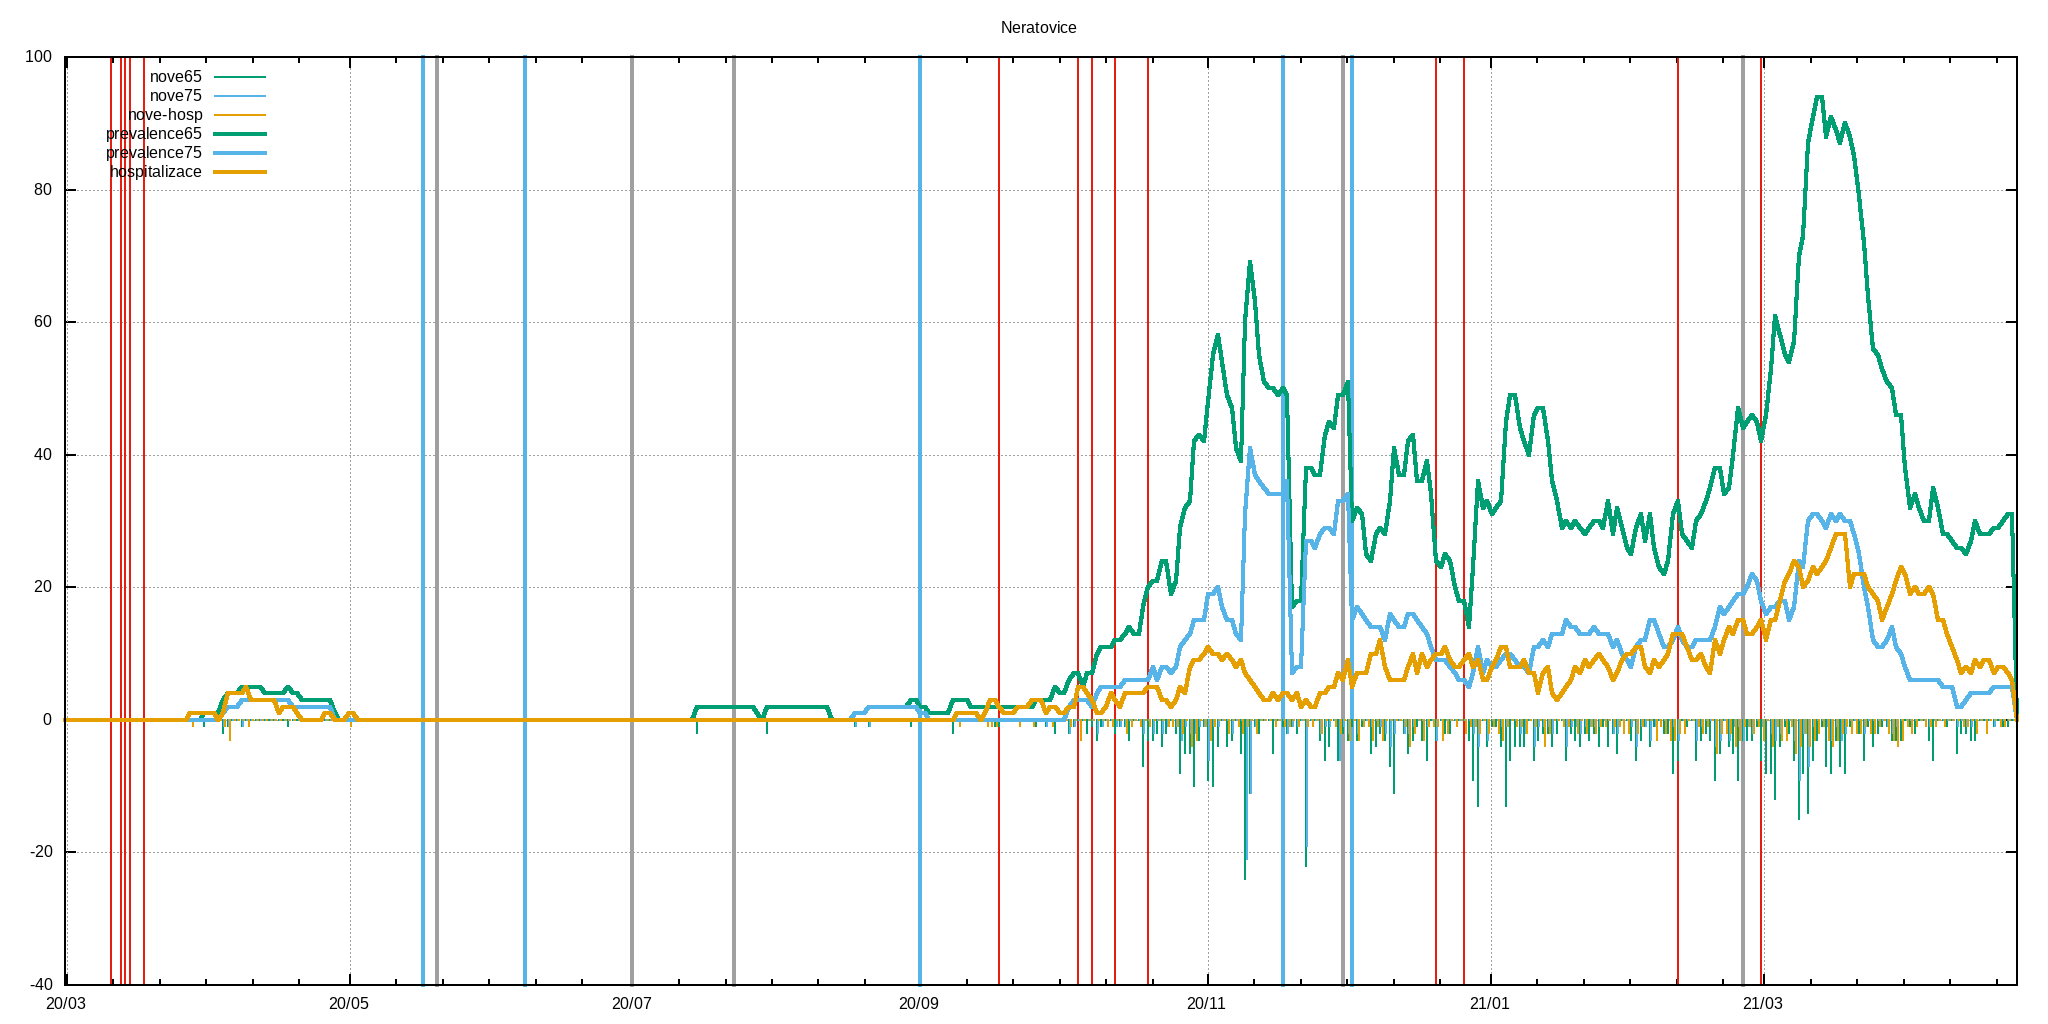 Neratovice
100
nove65
nove75
nove-hosp
prevalence65
prevalence75
hospitalizace
80
60
40
20
0
-20
-40
20/03 20/05 20/07 20/09 20/11 21/01 21/03